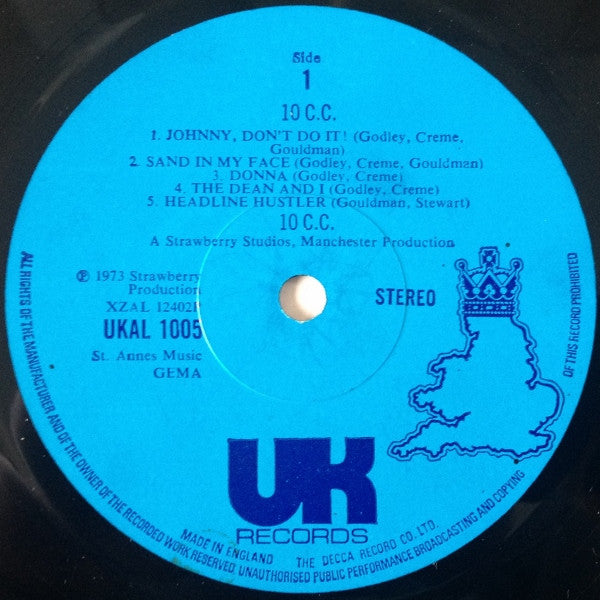 Side
1
10 C.C.
1. JOHNNY, DON'T DO IT! (Godley, Creme,
Gouldman)
2. SAND IN MY FACE (Godley, Creme, Gouldman)
3. DONNA (Godley, Creme)
4. THE DEAN AND I (Godley, Creme)
5. HEADLINE HUSTLER (Gouldman, Stewart)
10 C.C.
A Strawberry Studios, Manchester Production
℗ 1973 Strawberry
Production
XZAL 12402P
UKAL 1005
St. Annes Music
GEMA
STEREO
UK
RECORDS
MADE IN ENGLAND
THE DECCA RECORD CO. LTD.
ALL RIGHTS OF THE MANUFACTURER AND OF THE OWNER OF THE RECORDED WORK RESERVED. UNAUTHORISED PUBLIC PERFORMANCE BROADCASTING AND COPYING OF THIS RECORD PROHIBITED